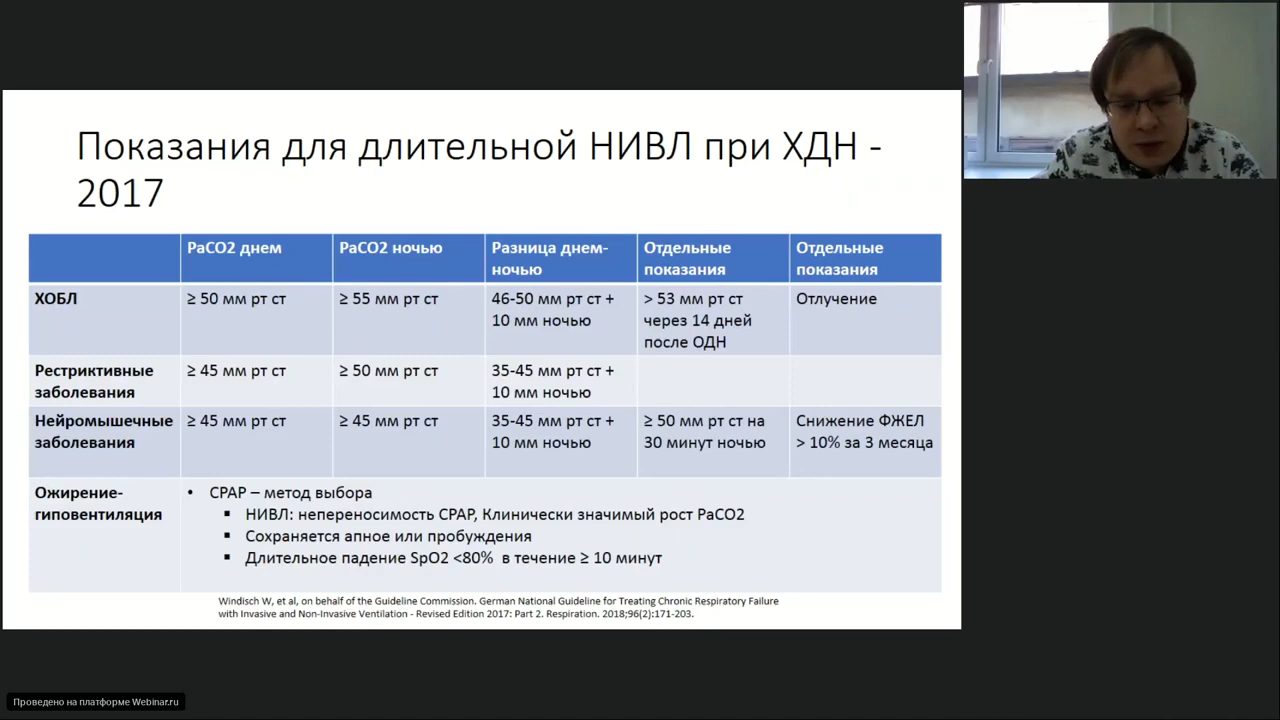 Показания для длительной НИВЛ при ХДН -
2017
PaCO2 днем
PaCO2 ночью
Разница днем-
ночью
Отдельные
показания
Отдельные
показания
ХОБЛ
≥ 50 мм рт ст
≥ 55 мм рт ст
46-50 мм рт ст +
10 мм ночью
> 53 мм рт ст
через 14 дней
после ОДН
Отлучение
Рестриктивные
заболевания
≥ 45 мм рт ст
≥ 50 мм рт ст
35-45 мм рт ст +
10 мм ночью
Нейромышечные
заболевания
≥ 45 мм рт ст
≥ 45 мм рт ст
35-45 мм рт ст +
10 мм ночью
≥ 50 мм рт ст на
30 минут ночью
Снижение ФЖЕЛ
> 10% за 3 месяца
Ожирение-
гиповентиляция
• CPAP – метод выбора
▪ НИВЛ: непереносимость CPAP, Клинически значимый рост PaCO2
▪ Сохраняется апное или пробуждения
▪ Длительное падение SpO2 <80% в течение ≥ 10 минут
Windisch W, et al, on behalf of the Guideline Commission. German National Guideline for Treating Chronic Respiratory Failure
with Invasive and Non-Invasive Ventilation - Revised Edition 2017: Part 2. Respiration. 2018;96(2):171-203.
Проведено на платформе Webinar.ru